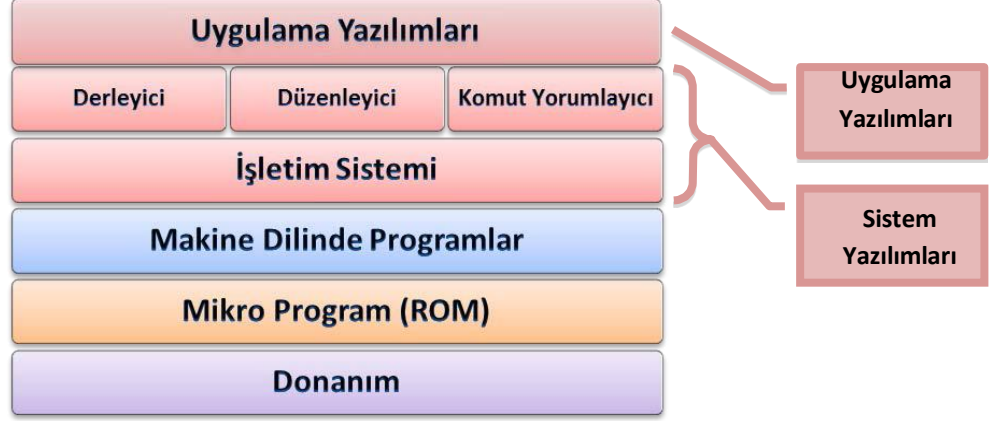 Uygulama Yazılımları
Derleyici
Düzenleyici
Komut Yorumlayıcı
İşletim Sistemi
Makine Dilinde Programlar
Mikro Program (ROM)
Donanım
Uygulama
Yazılımları
Sistem
Yazılımları